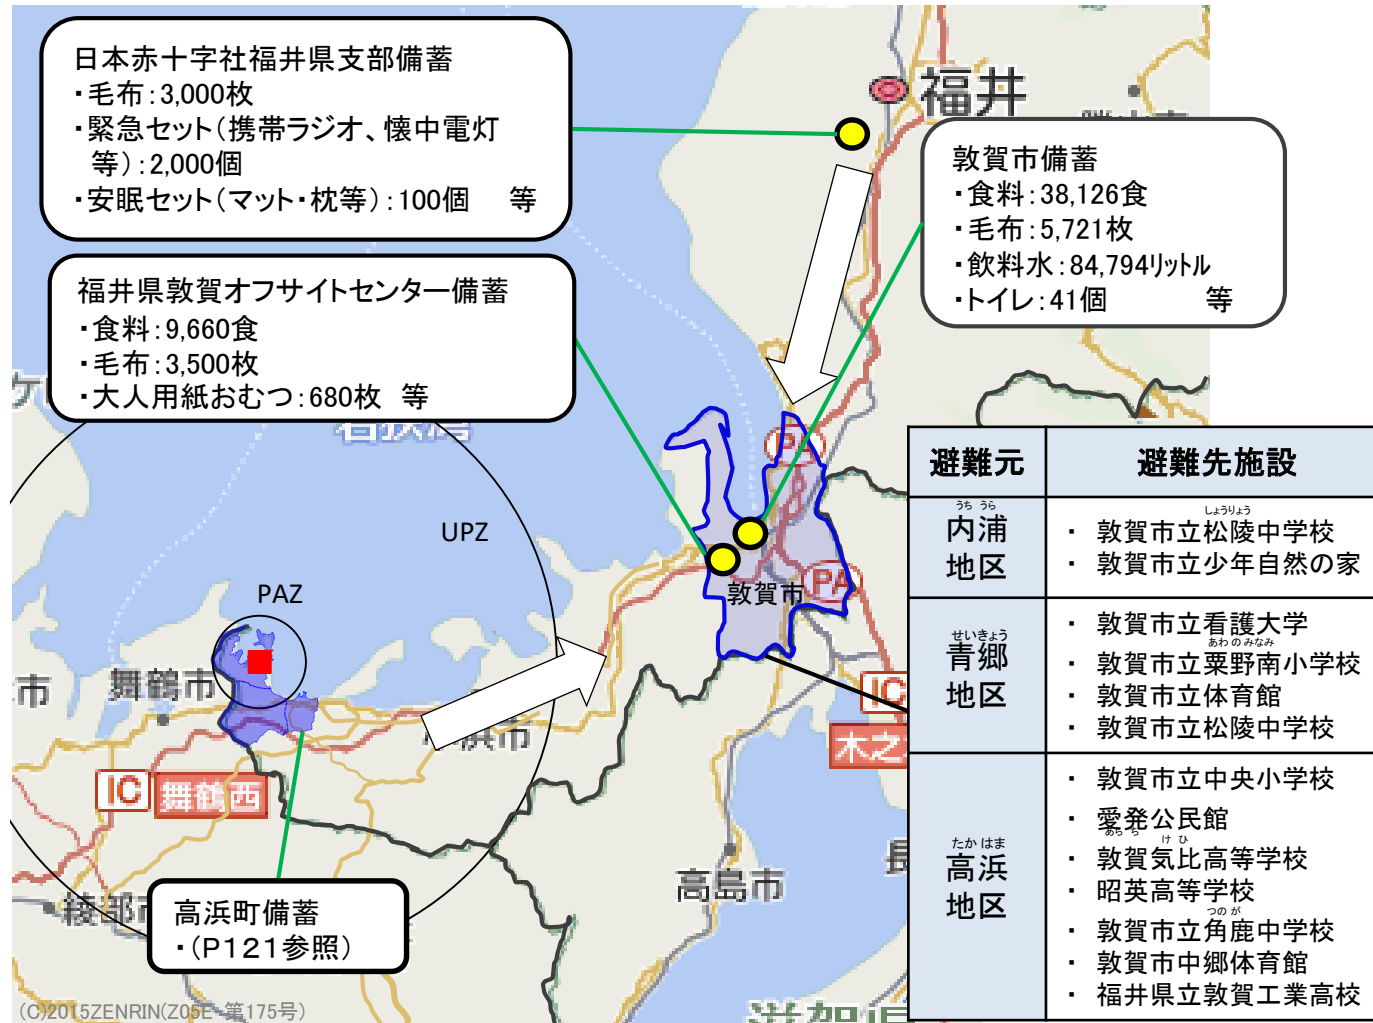 日本赤十字社福井県支部備蓄
・毛布：3,000枚
・緊急セット（携帯ラジオ、懐中電灯
等）：2,000個
・安眠セット（マット・枕等）：100個　等
福井
敦賀市備蓄
・食料：38,126食
・毛布：5,721枚
・飲料水：84,794リットル
・トイレ：41個　等
福井県敦賀オフサイトセンター備蓄
・食料：9,660食
・毛布：3,500枚
・大人用紙おむつ：680枚　等
UPZ
PAZ
PA
敦賀市
舞鶴市
市
IC
舞鶴西
IC
高島市
高浜町備蓄
・(Ｐ１２１参照)
避難元
避難先施設
うち うら
内浦
地区
しょうりょう
・ 敦賀市立松陵中学校
・ 敦賀市立少年自然の家
せいきょう
青郷
地区
・ 敦賀市立看護大学
あわ の みなみ
・ 敦賀市立粟野南小学校
・ 敦賀市立体育館
・ 敦賀市立松陵中学校
たか はま
高浜
地区
・ 敦賀市立中央小学校
・ 愛発公民館
あら ち
け ひ
・ 敦賀気比高等学校
・ 昭英高等学校
つの が
・ 敦賀市立角鹿中学校
・ 敦賀市中郷体育館
・ 福井県立敦賀工業高校
(C)2015ZENRIN(Z05E-第175号)